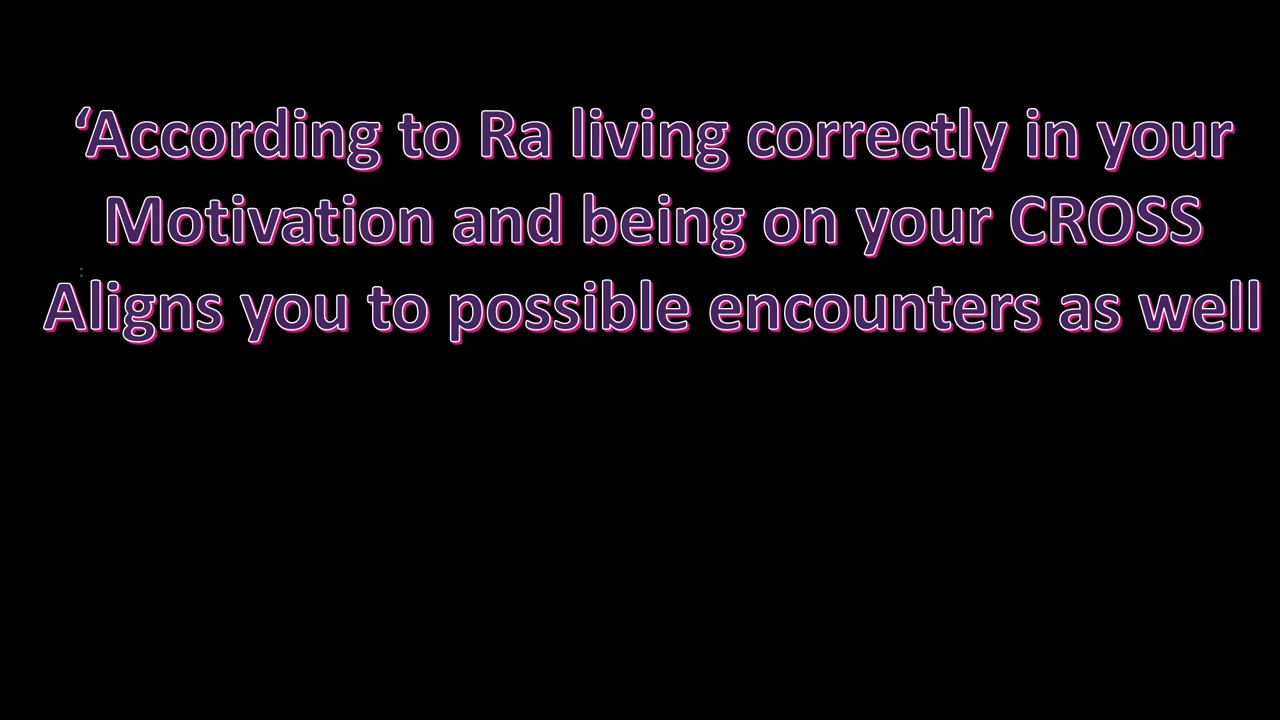 ‘According to Ra living correctly in your
Motivation and being on your CROSS
Aligns you to possible encounters as well